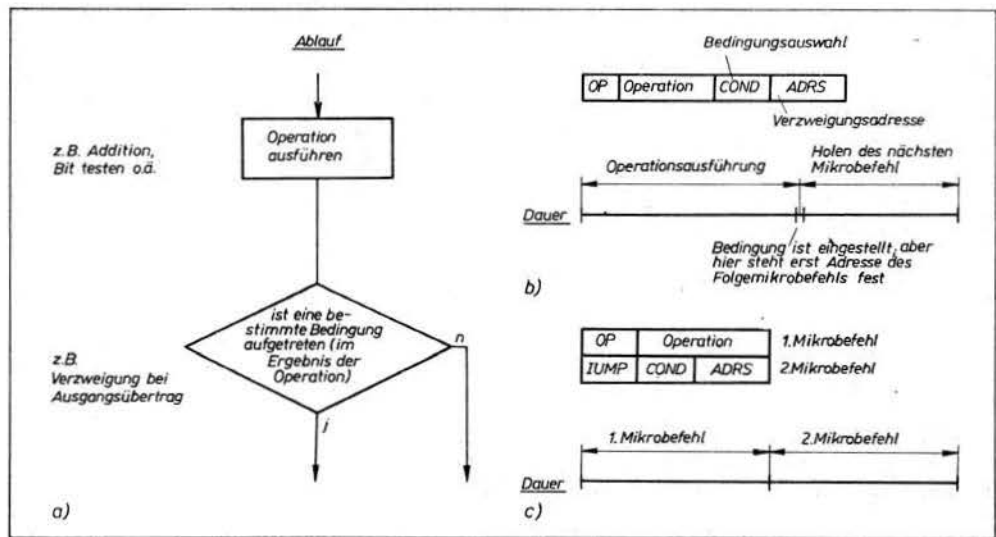 Ablauf
z.B. Addition,
Bit testen o.ä.
Operation
ausführen
ist eine be-
stimmte Bedingung
aufgetreten (im
Ergebnis der
Operation)
n
j
z.B.
Verzweigung bei
Ausgangsübertrag
a)
Bedingungsauswahl
OP Operation COND ADRS
Verzweigungsadresse
Operationsausführung
Holen des nächsten
Mikrobefehl
Dauer
Bedingung ist eingestellt, aber
hier steht erst Adresse des
Folgemikrobefehls fest
b)
OP Operation 1.Mikrobefehl
IUMP COND ADRS 2.Mikrobefehl
1.Mikrobefehl 2.Mikrobefehl
Dauer
c)